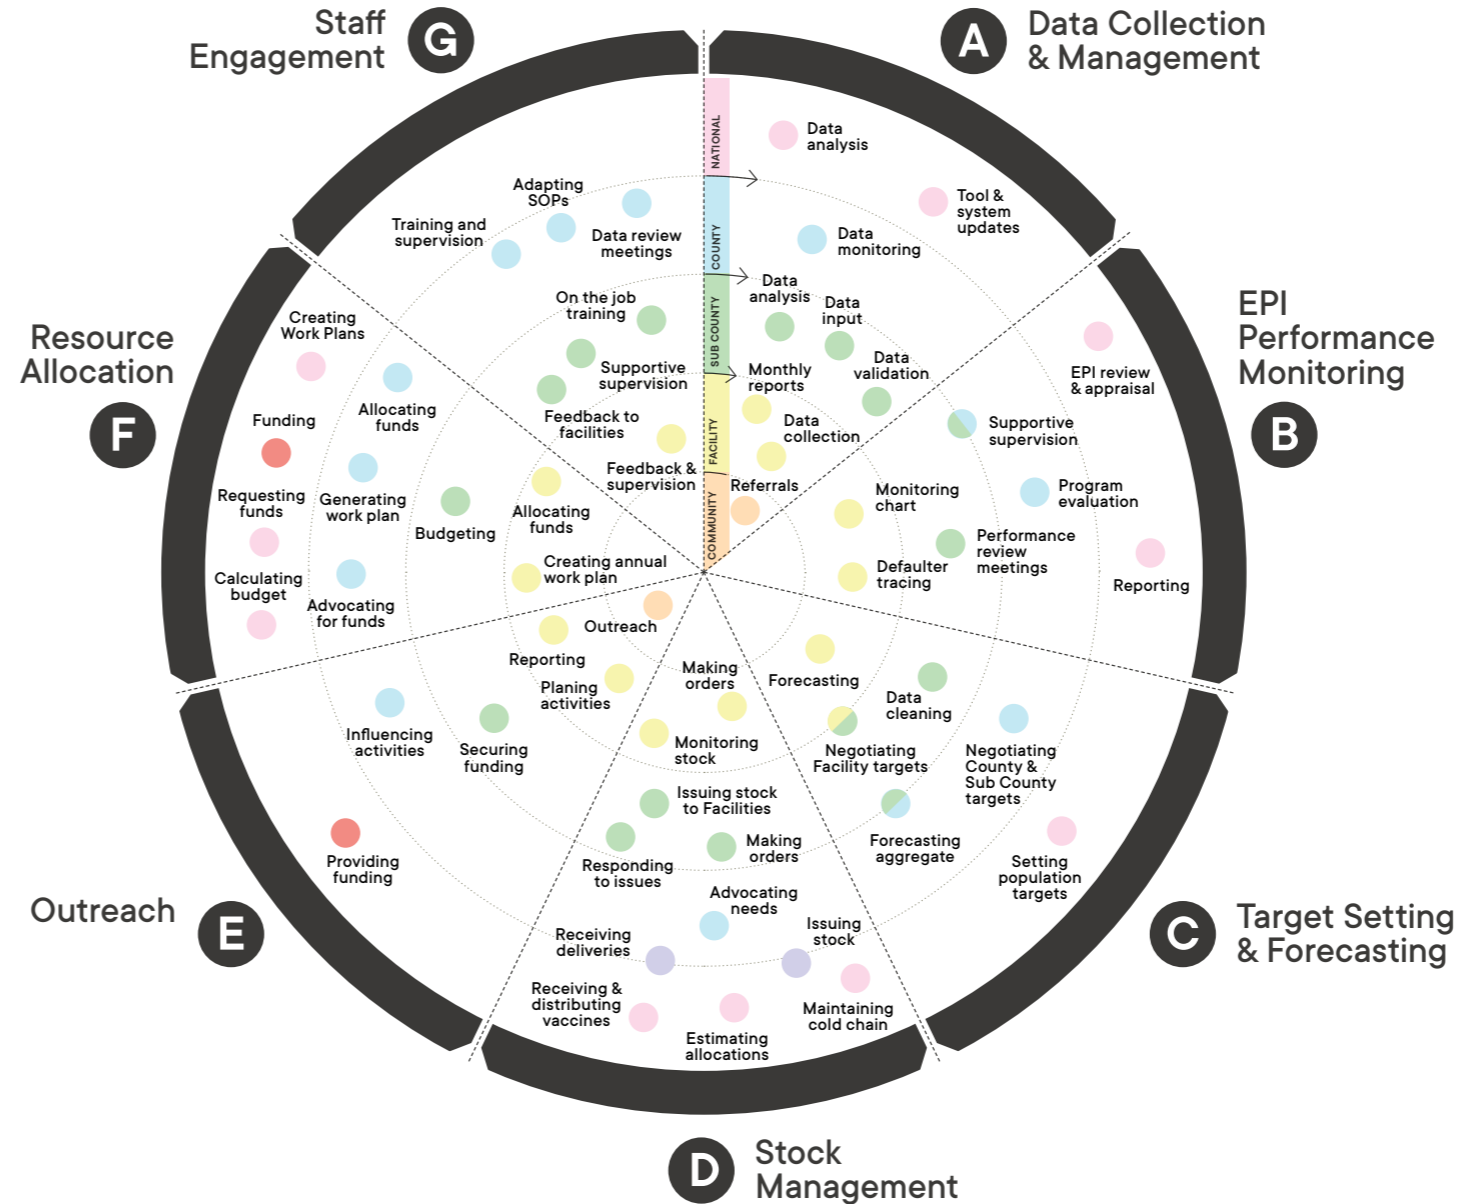 Staff
Engagement
G
A
Data Collection
& Management
NATIONAL
COUNTY
SUB COUNTY
FACILITY
COMMUNITY
Data
analysis
Tool &
system
updates
Data
monitoring
Data
analysis
Data
input
Data
validation
Monthly
reports
Data
collection
Referrals
EPI
Performance
Monitoring
B
EPI review
& appraisal
Supportive
supervision
Program
evaluation
Monitoring
chart
Performance
review
meetings
Defaulter
tracing
Reporting
C
Target Setting
& Forecasting
Forecasting
Data
cleaning
Negotiating
Facility targets
Negotiating
County &
Sub County
targets
Forecasting
aggregate
Setting
population
targets
D
Stock
Management
Making
orders
Monitoring
stock
Issuing stock
to Facilities
Making
orders
Responding
to issues
Advocating
needs
Issuing
stock
Receiving
deliveries
Receiving &
distributing
vaccines
Estimating
allocations
Maintaining
cold chain
Outreach
E
Outreach
Reporting
Planing
activities
Influencing
activities
Securing
funding
Providing
funding
Resource
Allocation
F
Creating
Work Plans
Funding
Requesting
funds
Calculating
budget
Allocating
funds
Generating
work plan
Advocating
for funds
Budgeting
Allocating
funds
Creating annual
work plan
Adapting
SOPs
Training and
supervision
Data review
meetings
On the job
training
Supportive
supervision
Feedback to
facilities
Feedback &
supervision